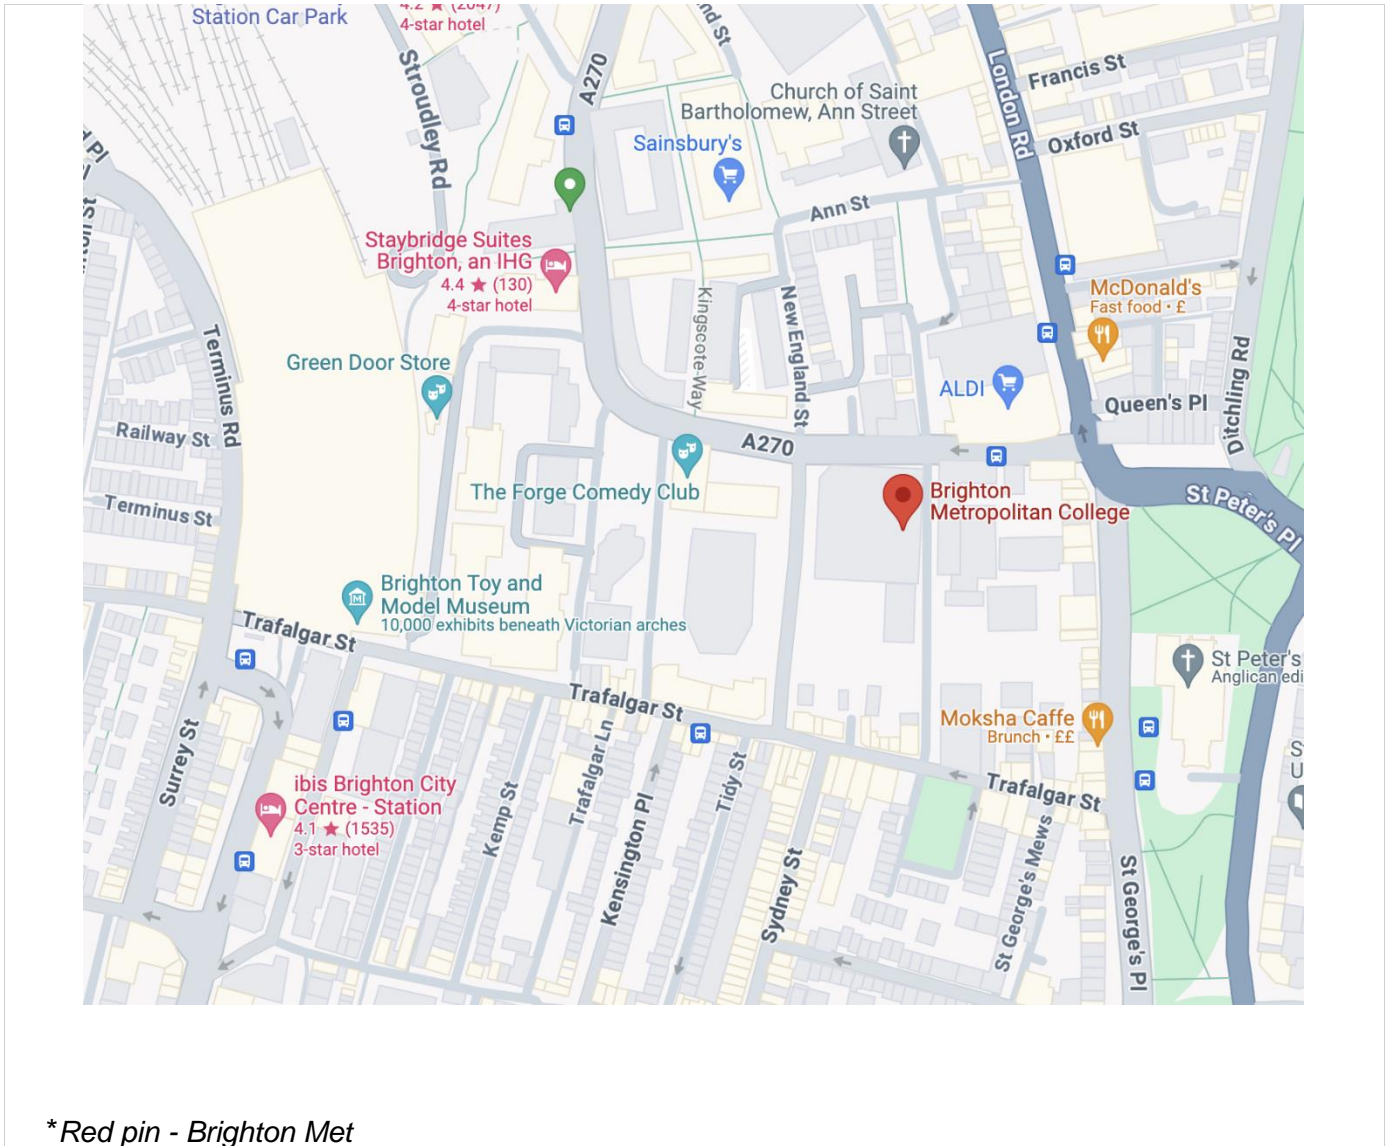 Station Car Park
4.2 ★ (2047)
4-star hotel
A270
London Rd
Francis St
Stroudley Rd
Church of Saint
Bartholomew, Ann Street
Sainsbury's
Oxford St
Ann St
Staybridge Suites
Brighton, an IHG
4.4 ★ (130)
4-star hotel
McDonald's
Fast food · £
Kingscote Way
New England St
Terminus Rd
Green Door Store
Ditchling Rd
ALDI
Queen's Pl
Railway St
A270
The Forge Comedy Club
Brighton
Metropolitan College
St Peter's Pl
Terminus St
Brighton Toy and
Model Museum
10,000 exhibits beneath Victorian arches
Trafalgar St
St Peter's
Anglican edi
Trafalgar St
Moksha Caffe
Brunch · ££
Surrey St
Trafalgar Ln
Tidy St
Trafalgar St
ibis Brighton City
Centre - Station
4.1 ★ (1535)
3-star hotel
Kemp St
Kensington Pl
Sydney St
St George's Mews
St George's Pl
*Red pin - Brighton Met